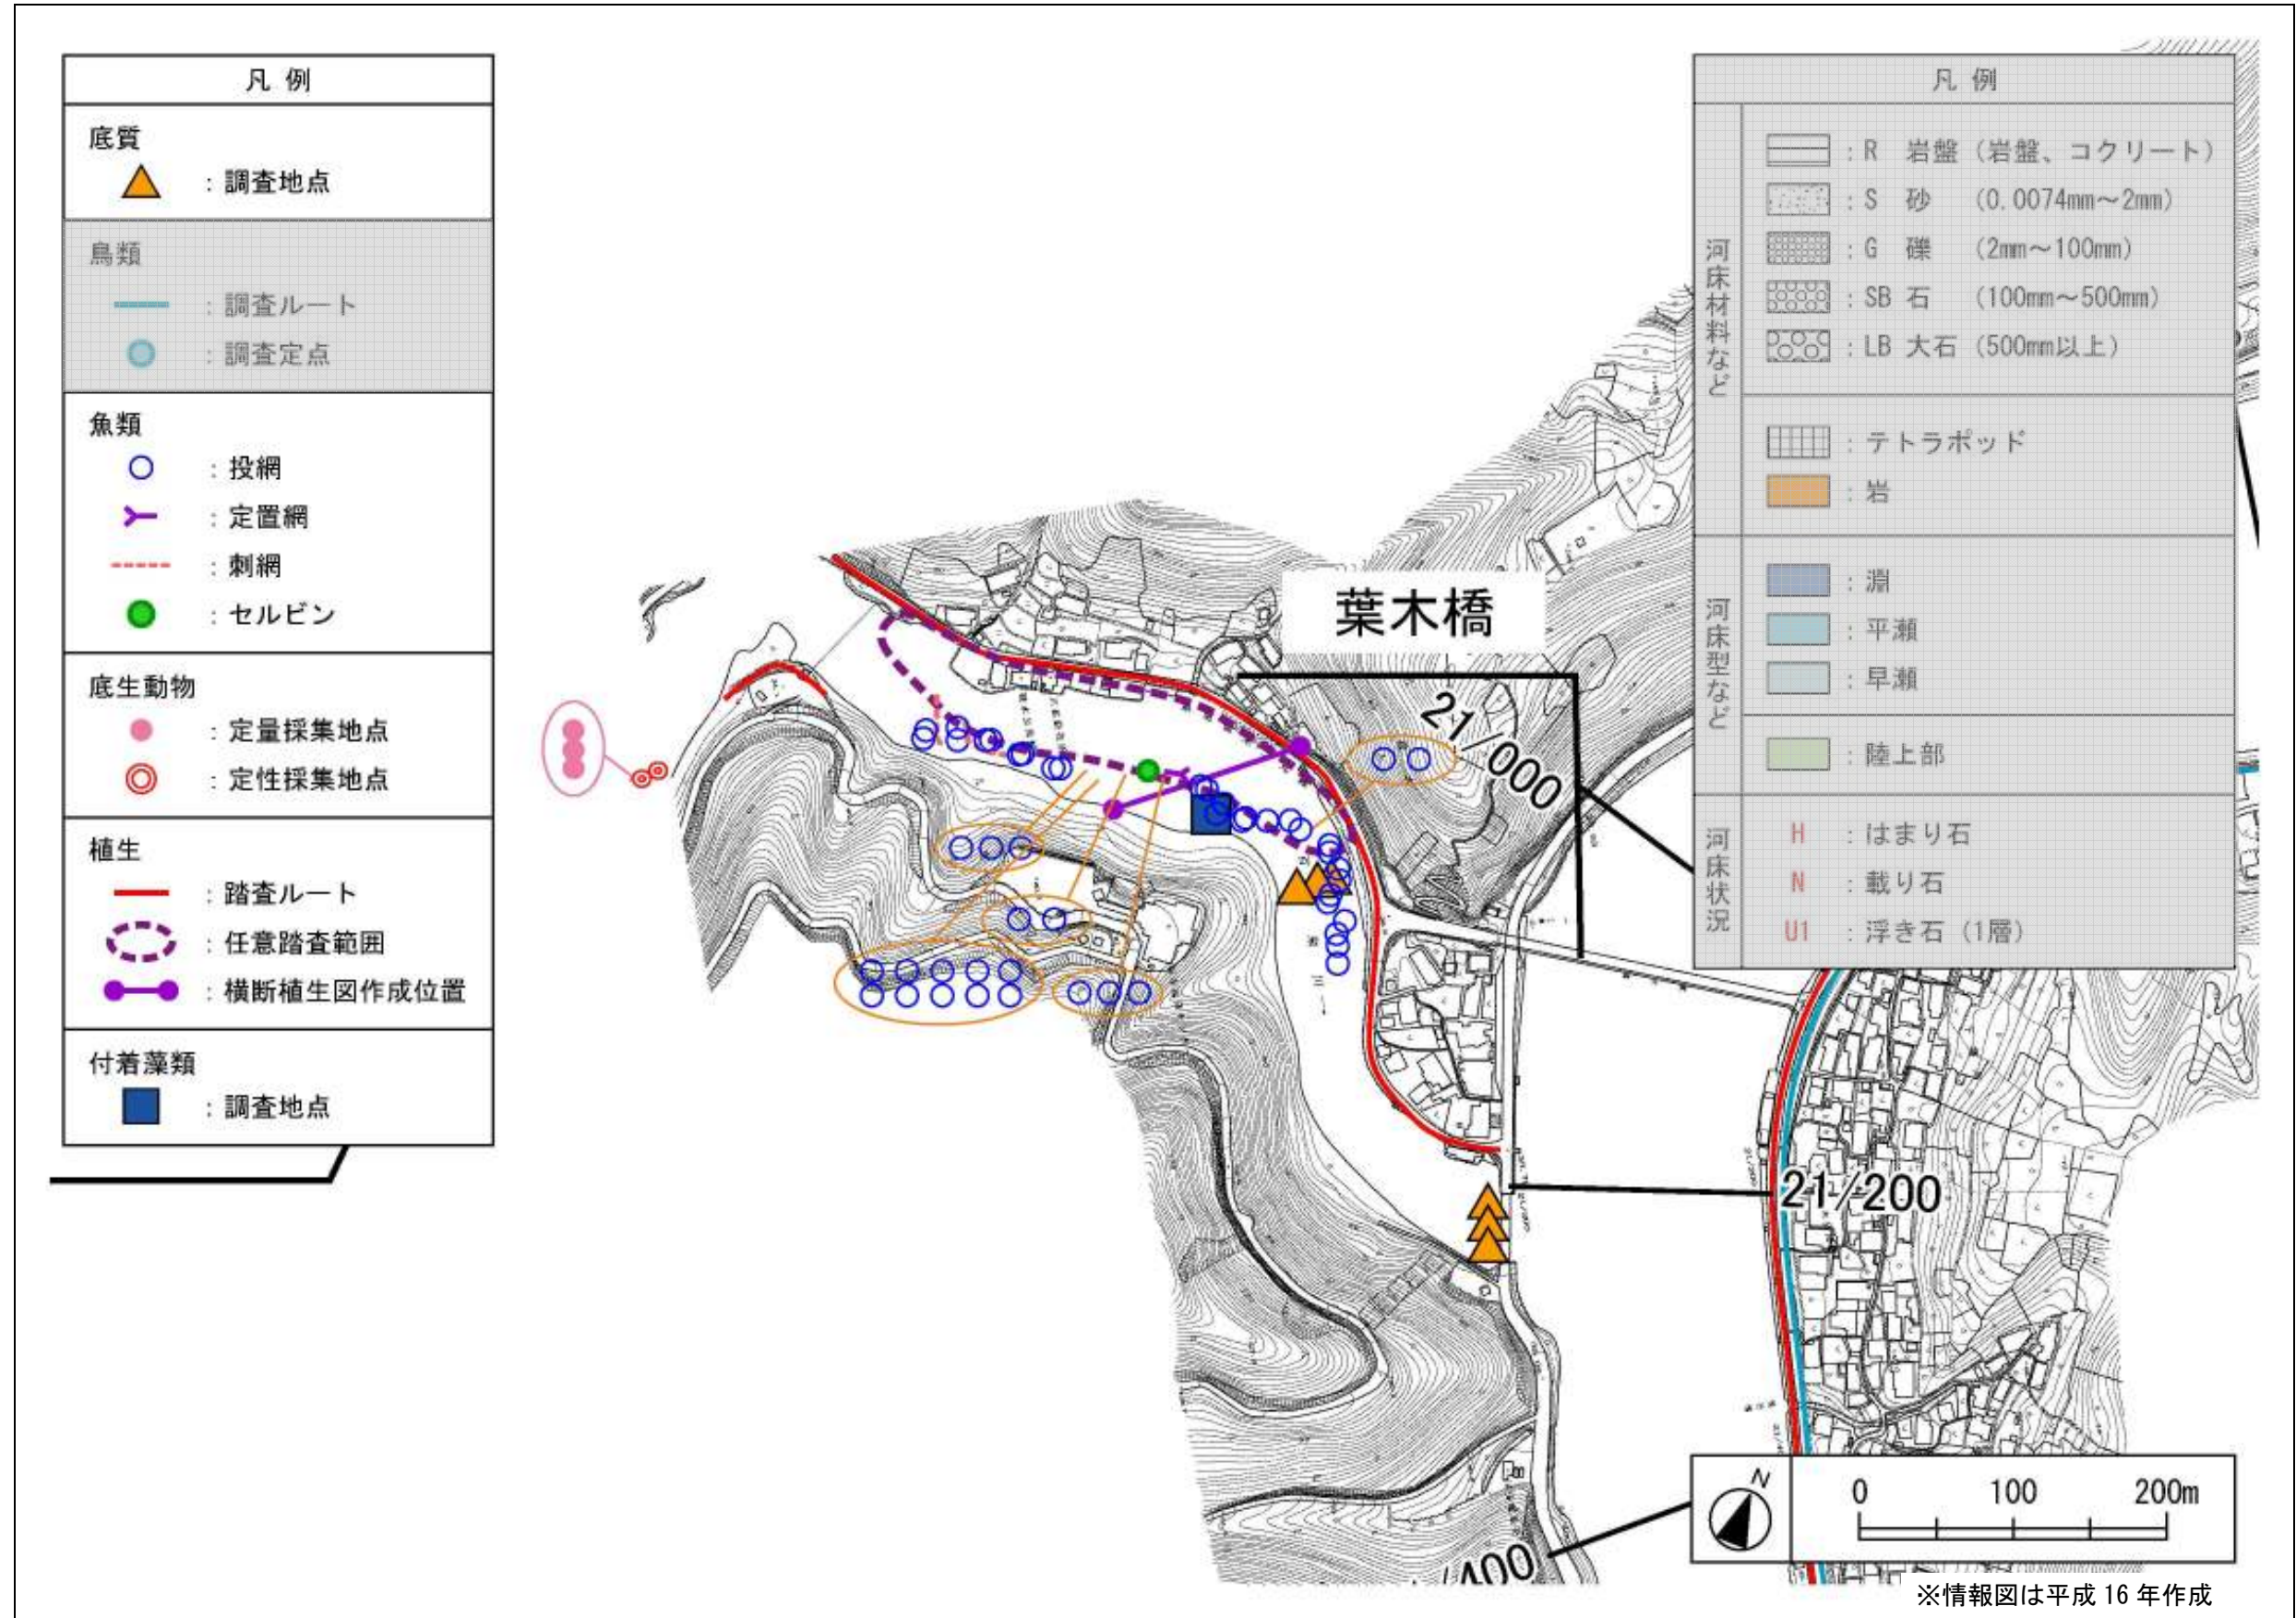 凡 例
底質
：調査地点
鳥類
：調査ルート
：調査定点
魚類
：投網
：定置網
：刺網
：セルビン
底生動物
：定量採集地点
：定性採集地点
植生
：踏査ルート
：任意踏査範囲
：横断植生図作成位置
付着藻類
：調査地点
葉木橋
21/000
21/200
400
凡 例
河床材料など
：R 岩盤（岩盤、コクリート）
：S 砂 （0.0074mm～2mm）
：G 礫 （2mm～100mm）
：SB 石 （100mm～500mm）
：LB 大石（500mm以上）
：テトラポッド
：岩
河床型など
：淵
：平瀬
：早瀬
：陸上部
河床状況
H ：はまり石
N ：載り石
U1 ：浮き石（1層）
N
0 100 200m
※情報図は平成 16 年作成